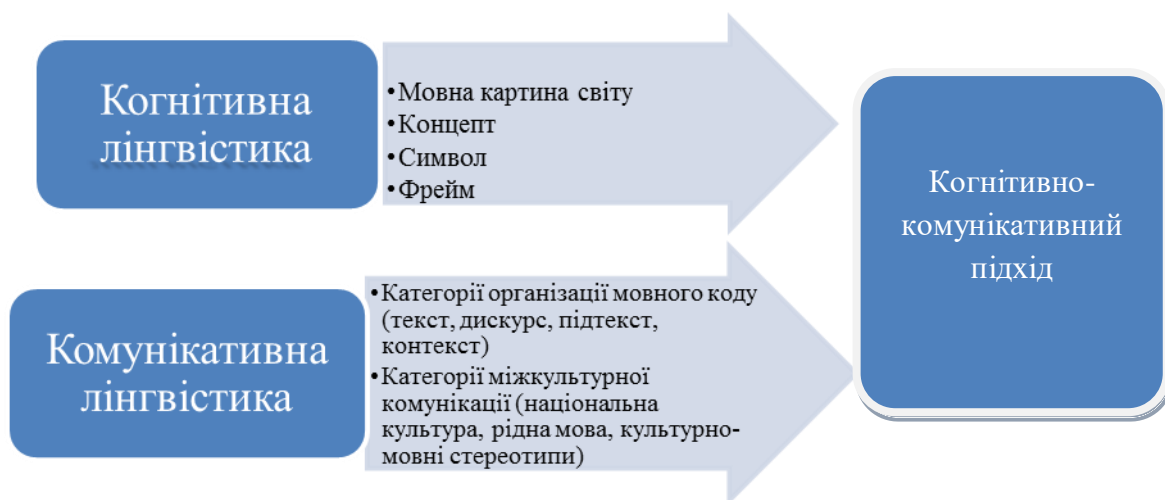 Когнітивна
лінгвістика
•Мовна картина світу
•Концепт
•Символ
•Фрейм
Комунікативна
лінгвістика
•Категорії організації мовного коду
(текст, дискурс, підтекст,
контекст)
•Категорії міжкультурної
комунікації (національна
культура, рідна мова, культурно-
мовні стереотипи)
Когнітивно-
комунікативний
підхід